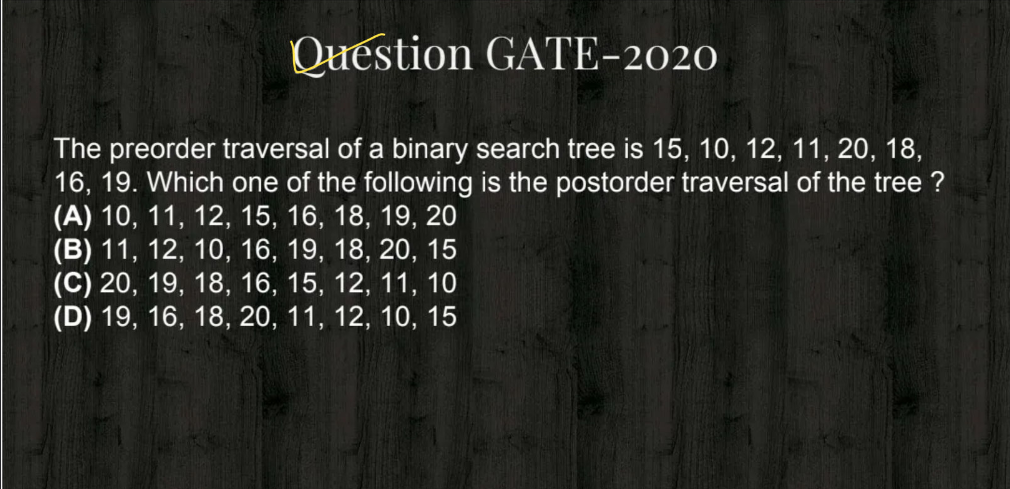 Question GATE-2020
The preorder traversal of a binary search tree is 15, 10, 12, 11, 20, 18,
16, 19. Which one of the following is the postorder traversal of the tree ?
(A) 10, 11, 12, 15, 16, 18, 19, 20
(B) 11, 12, 10, 16, 19, 18, 20, 15
(C) 20, 19, 18, 16, 15, 12, 11, 10
(D) 19, 16, 18, 20, 11, 12, 10, 15